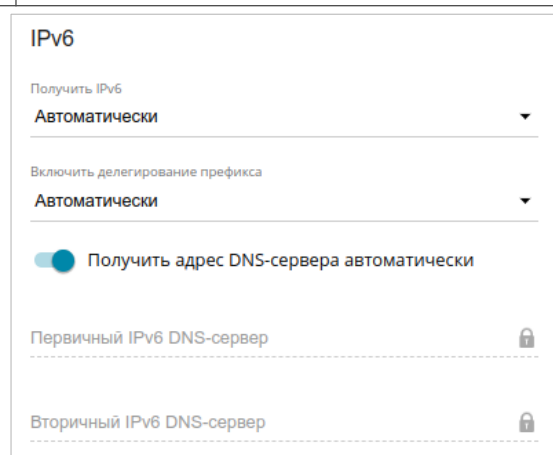 IPv6
Получить IPv6
Автоматически
Включить делегирование префикса
Автоматически
Получить адрес DNS-сервера автоматически
Первичный IPv6 DNS-сервер
Вторичный IPv6 DNS-сервер